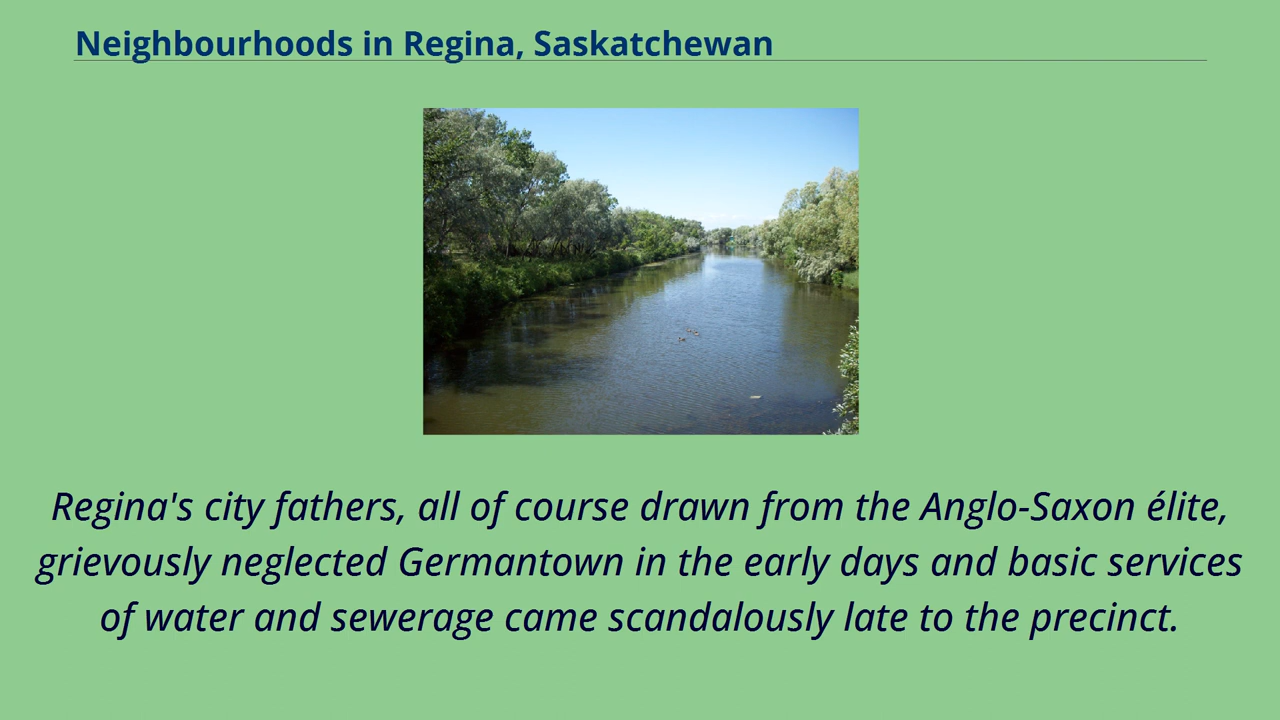 Neighbourhoods in Regina, Saskatchewan
Regina's city fathers, all of course drawn from the Anglo-Saxon élite,
grievously neglected Germantown in the early days and basic services
of water and sewerage came scandalously late to the precinct.